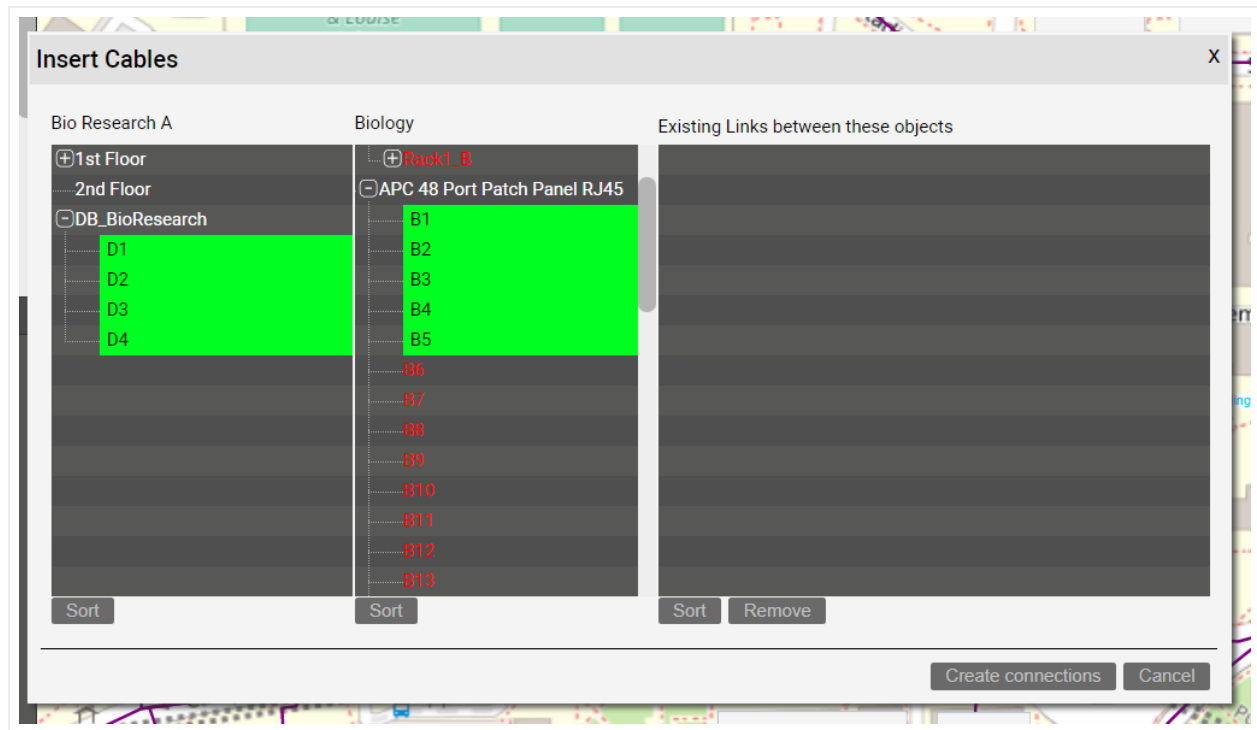 & Louise
Insert Cables
X
Bio Research A
Biology
Existing Links between these objects
1st Floor
2nd Floor
DB_BioResearch
D1
D2
D3
D4
Rack1_B
APC 48 Port Patch Panel RJ45
B1
B2
B3
B4
B5
B6
B7
B8
B9
B10
B11
B12
B13
Sort
Sort
Sort
Remove
Create connections
Cancel